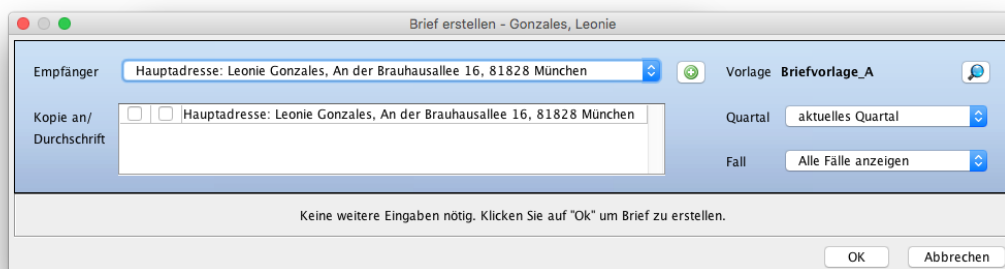 Brief erstellen - Gonzales, Leonie
Empfänger
Hauptadresse: Leonie Gonzales, An der Brauhausallee 16, 81828 München
Vorlage Briefvorlage_A
Kopie an/
Durchschrift
Hauptadresse: Leonie Gonzales, An der Brauhausallee 16, 81828 München
Quartal
aktuelles Quartal
Fall
Alle Fälle anzeigen
Keine weitere Eingaben nötig. Klicken Sie auf "Ok" um Brief zu erstellen.
OK
Abbrechen